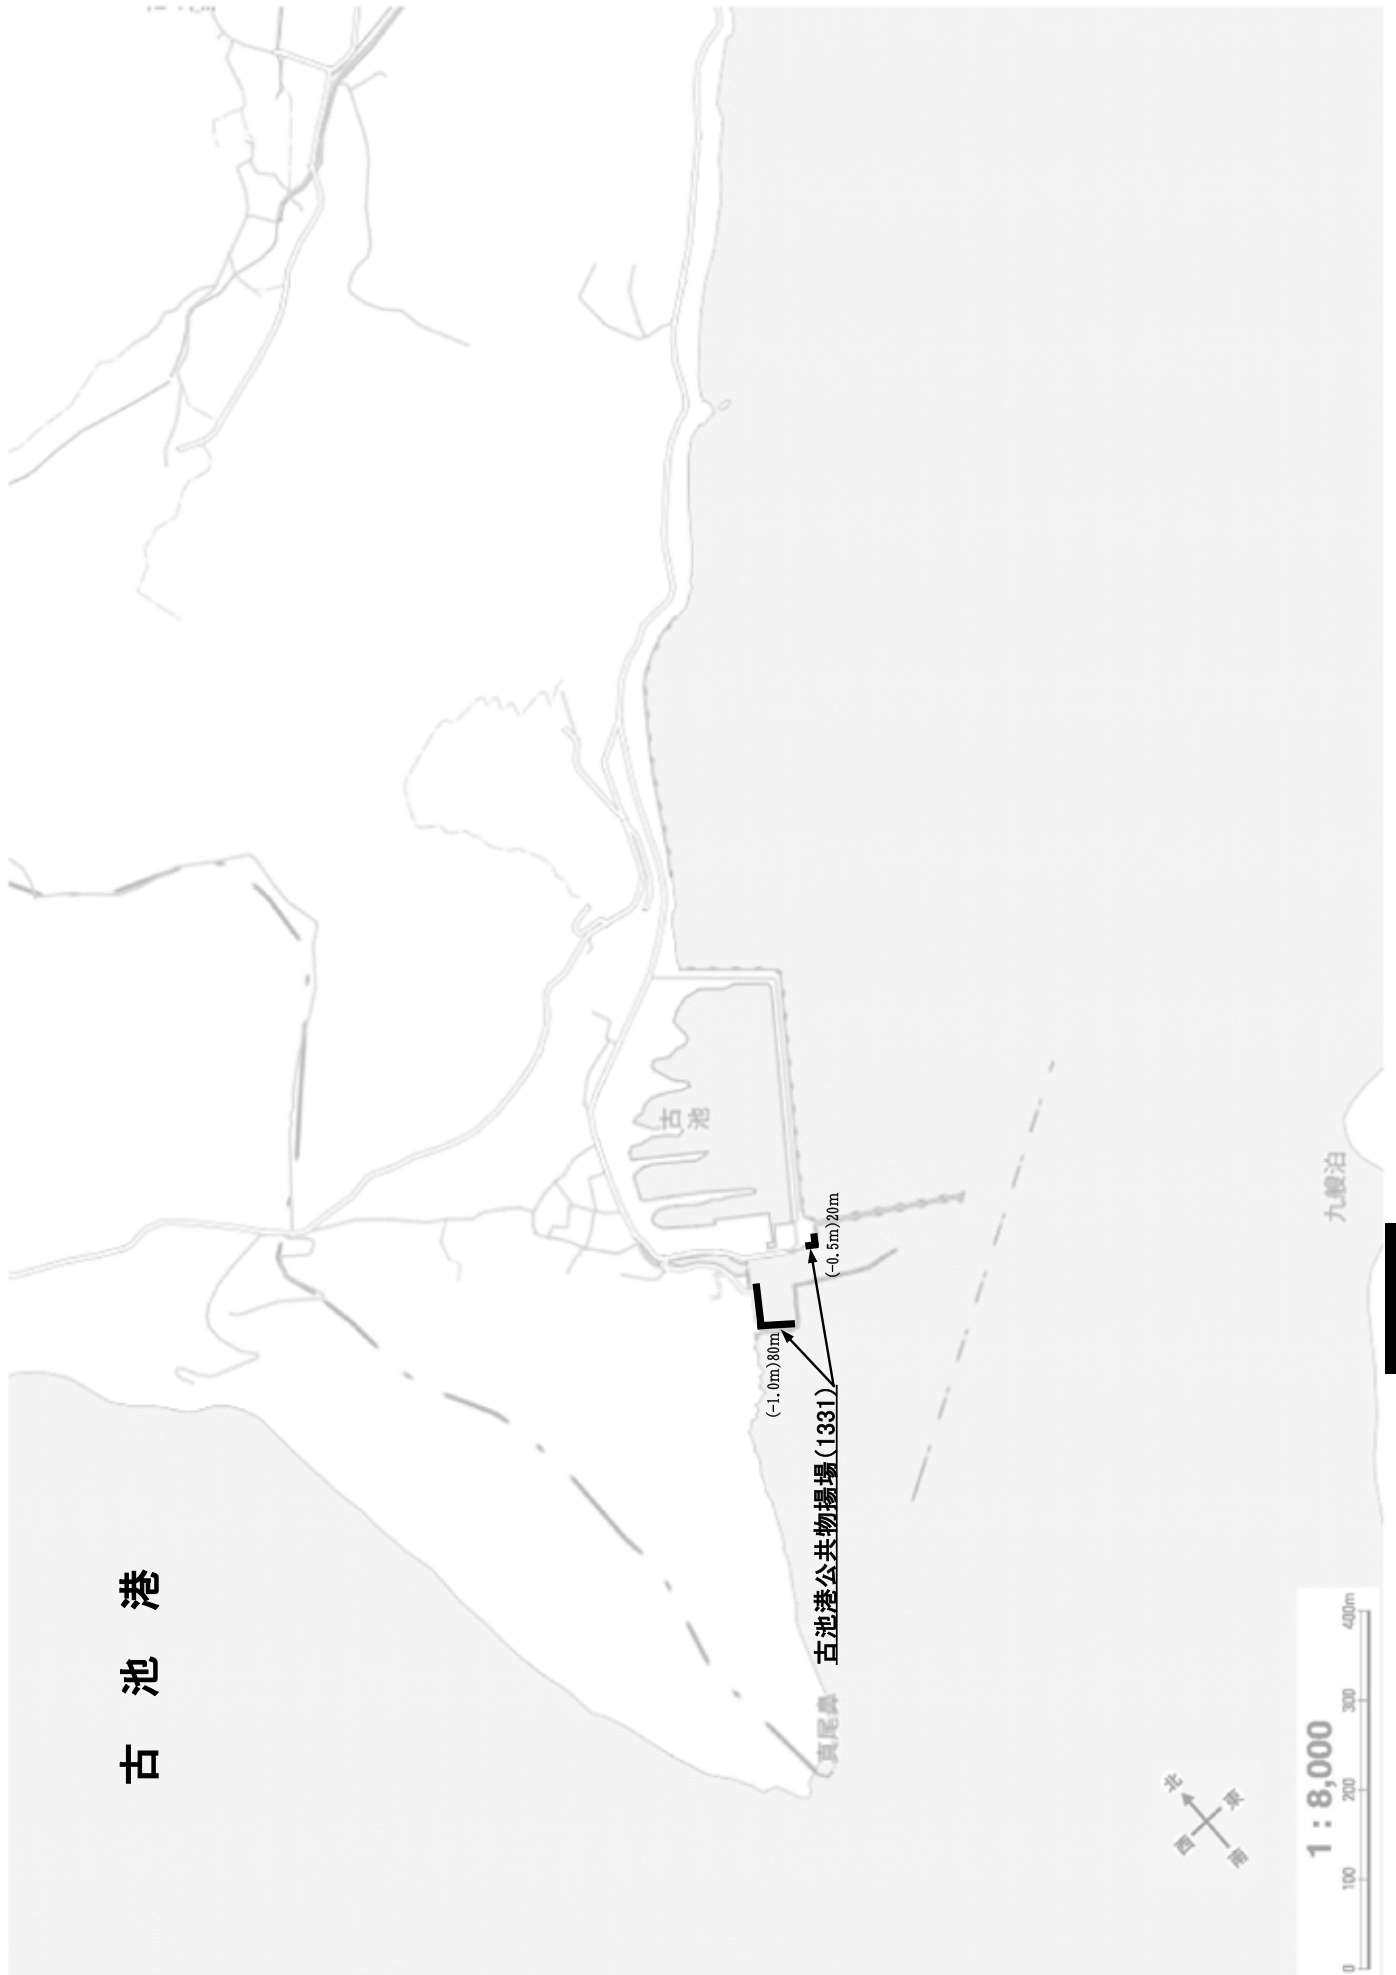 古池港
古池
(-0.5m)20m
(-1.0m)80m
古池港公共物揚場(1331)
真尾鼻
九艘泊
北
東
西
南
1:8,000
0 100 200 300 400m